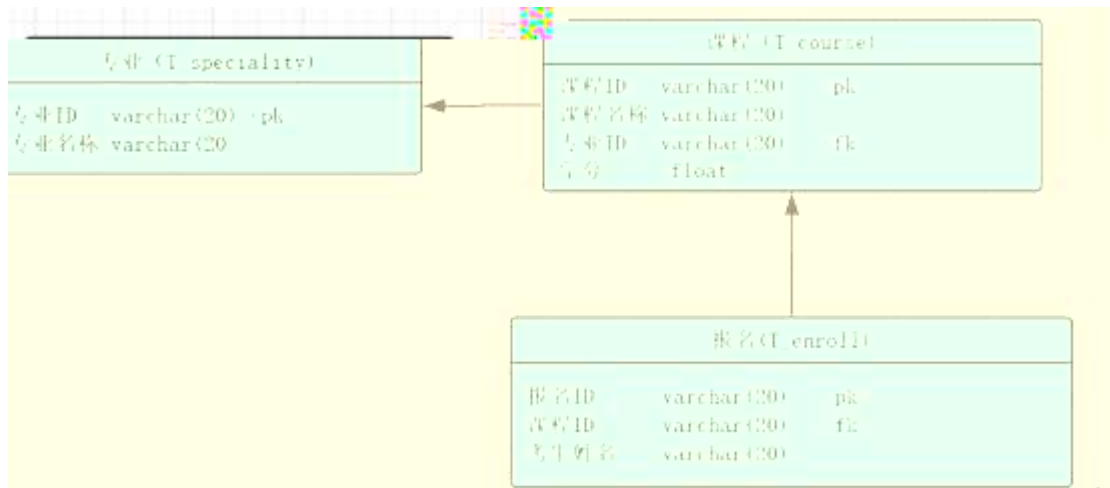 专业 (T_speciality)
专业ID varchar(20) pk
专业名称 varchar(20
课程 (T_course)
课程ID varchar(20) pk
课程名称 varchar(20)
专业ID varchar(20) fk
学分 float
报名(T_enroll)
报名ID varchar(20) pk
课程ID varchar(20) fk
考生姓名 varchar(20)